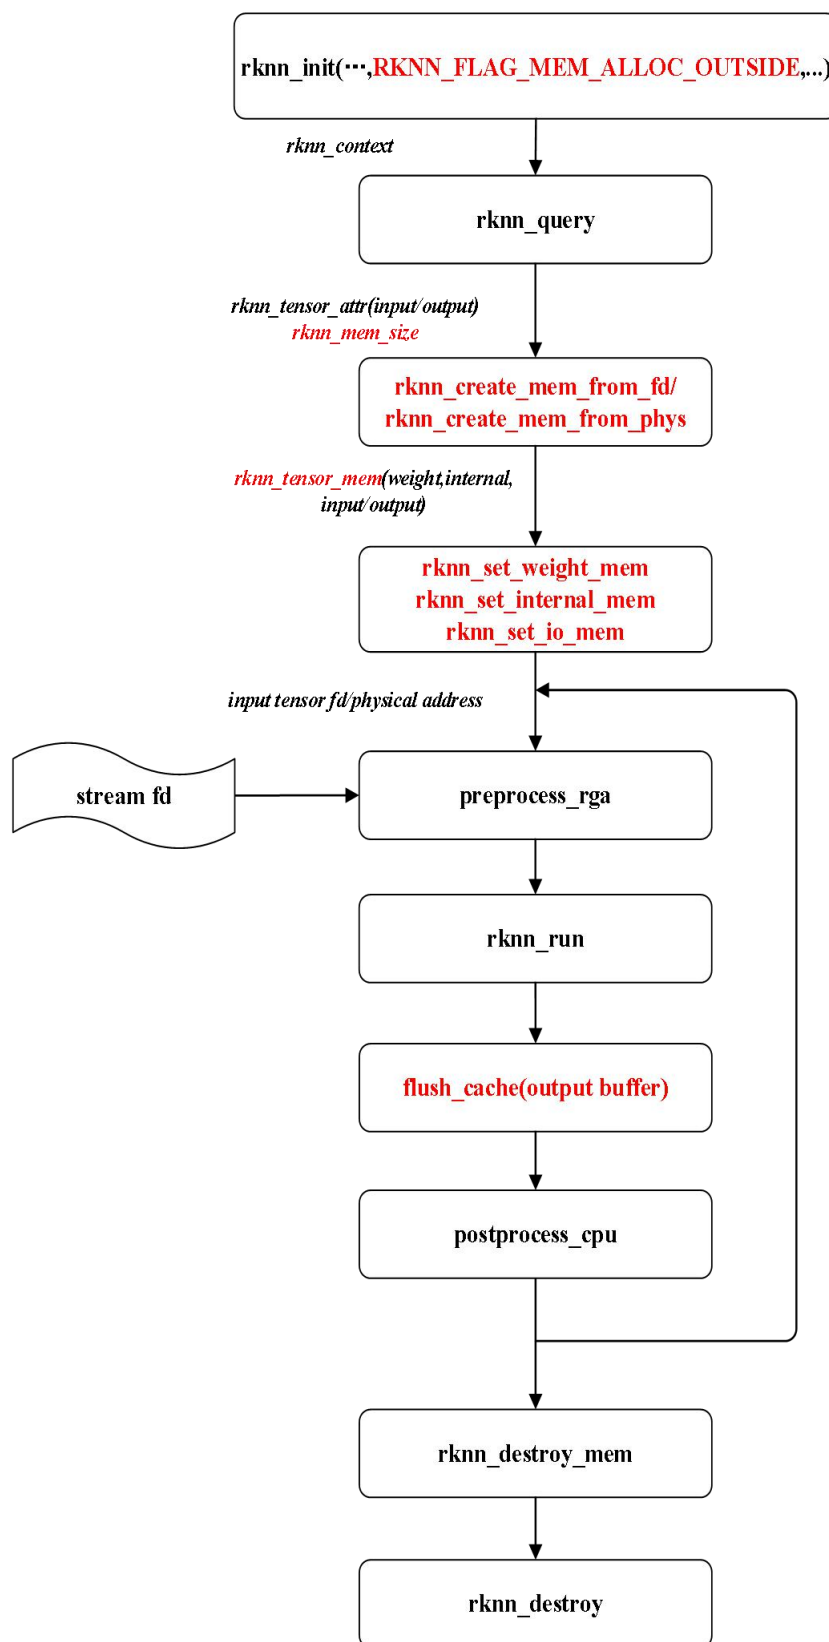 rknn_init(···,RKNN_FLAG_MEM_ALLOC_OUTSIDE,...)
rknn_context
rknn_query
rknn_tensor_attr(input/output)
rknn_mem_size
rknn_create_mem_from_fd/
rknn_create_mem_from_phys
rknn_tensor_mem(weight,internal,
input/output)
rknn_set_weight_mem
rknn_set_internal_mem
rknn_set_io_mem
input tensor fd/physical address
stream fd
preprocess_rga
rknn_run
flush_cache(output buffer)
postprocess_cpu
rknn_destroy_mem
rknn_destroy